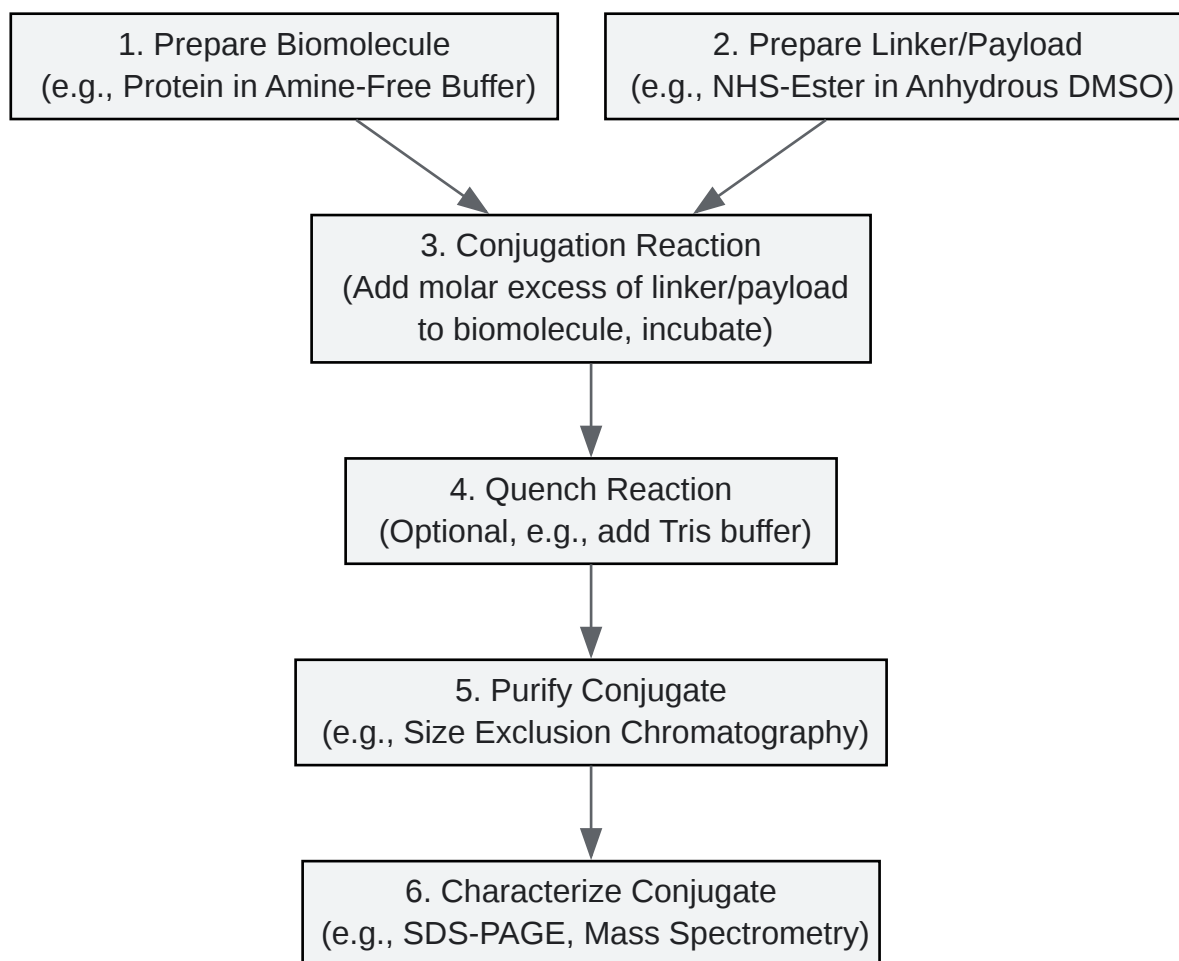 1. Prepare Biomolecule
(e.g., Protein in Amine-Free Buffer)
2. Prepare Linker/Payload
(e.g., NHS-Ester in Anhydrous DMSO)
3. Conjugation Reaction
(Add molar excess of linker/payload
to biomolecule, incubate)
4. Quench Reaction
(Optional, e.g., add Tris buffer)
5. Purify Conjugate
(e.g., Size Exclusion Chromatography)
6. Characterize Conjugate
(e.g., SDS-PAGE, Mass Spectrometry)